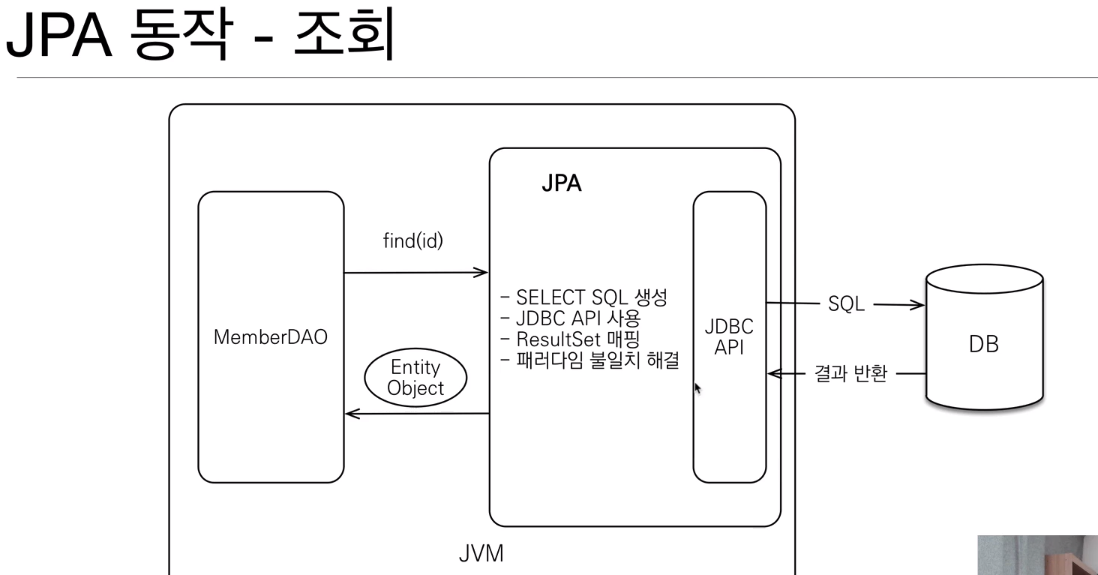 JPA 동작 - 조회
JPA
find(id)
- SELECT SQL 생성
- JDBC API 사용
- ResultSet 매핑
- 패러다임 불일치 해결
MemberDAO
JDBC
API
SQL
DB
Entity
Object
결과 반환
JVM